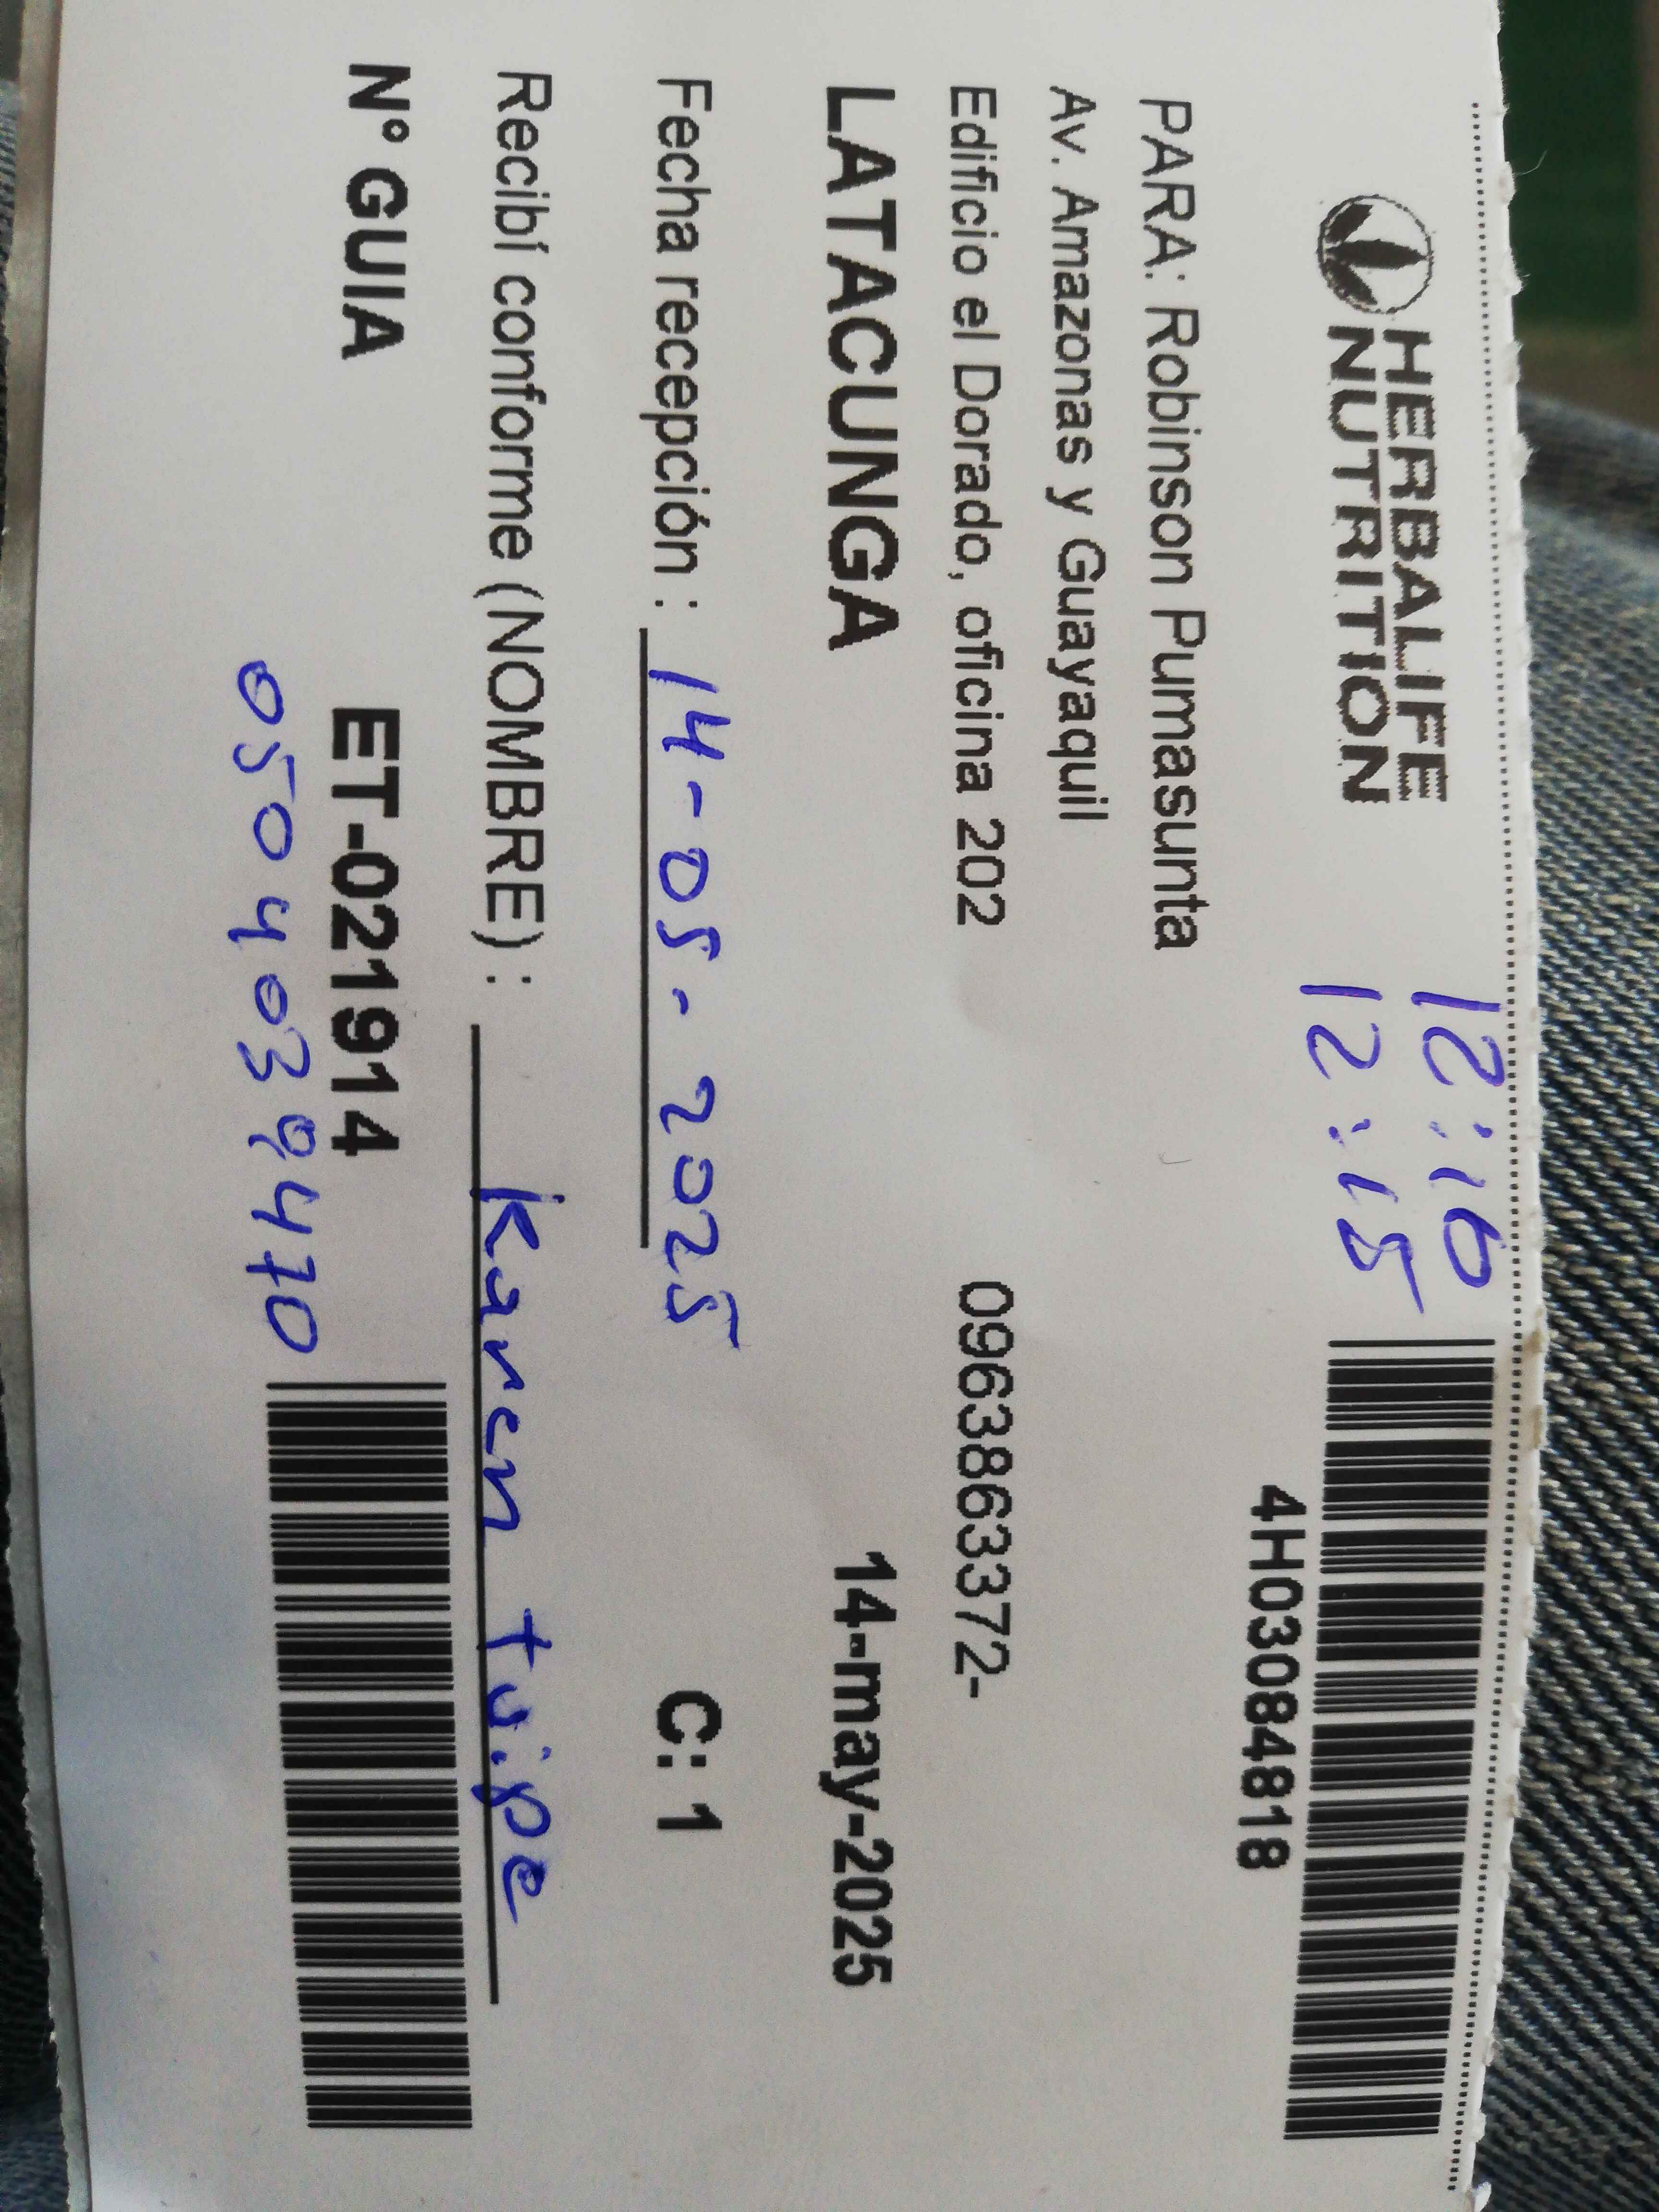 HERBALIFE
NUTRITION
12:10
12:15
4H03084818
PARA: Robinson Pumasunta
Av. Amazonas y Guayaquil
Edificio el Dorado, oficina 202 0963863372-
LATACUNGA 14-may-2025
Fecha recepción : 14-05-2025 C: 1
Recibí conforme (NOMBRE) : Karen tuipe
N° GUIA ET-021914
0504039470